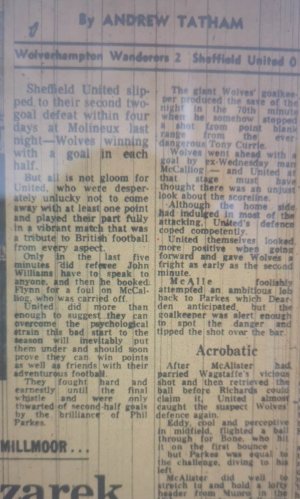 By ANDREW TATHAM
Wolverhampton Wanderers 2 Sheffield United 0
Sheffield United slip-
ped to their second two-
goal defeat within four
days at Molineux last
night—Wolves winning
with a goal in each
half.
But all is not gloom for
United, who were desper-
ately unlucky not to come
away with at least one point
and played their part fully
in a vibrant match that was
a tribute to British football
from every aspect.
Only in the last five
minutes did referee John
Williams have to speak to
anyone, and then he booked
Flynn for a foul on McCal-
liog, who was carried off.
United did more than
enough to suggest they can
overcome the psychological
strain this bad start to the
season will inevitably put
them under and should soon
prove they can win points
as well as friends with their
adventurous football.
They fought hard and
earnestly until the final
whistle and were only
thwarted of second-half goals
by the brilliance of Phil
Parkes.
MILLMOOR...
zarek
The giant Wolves' goalkee-
per produced the save of the
night in the 70th minute
when he somehow stopped
a shot from point blank
range from the ever
dangerous Tony Currie.
Wolves went ahead with a
goal by ex-Wednesday man
McCalliog — and United at
that stage must have
thought there was an unjust
look about the scoreline.
Although the home side
had indulged in most of the
attacking, United's defence
coped competently.
United themselves looked
more positive when going
forward and gave Wolves a
fright as early as the second
minute.
McAlle foolishly
attempted an ambitious lob
back to Parkes which Dear-
den anticipated but the
goalkeeper was alert enough
to spot the danger and
tipped the shot over the bar.
Acrobatic
After McAlister had
parried Wagstaffe's vicious
shot and then retrieved the
ball before Richards could
claim it, United almost
caught the suspect Wolves
defence again.
Eddy, cool and perceptive
in midfield, flighted a ball
through for Bone, who hit
it on the first bounce
but Parkes was equal to
the challenge, diving to his
left.
McAlister did well to
stretch to and hold a lofty
header from Munro in the